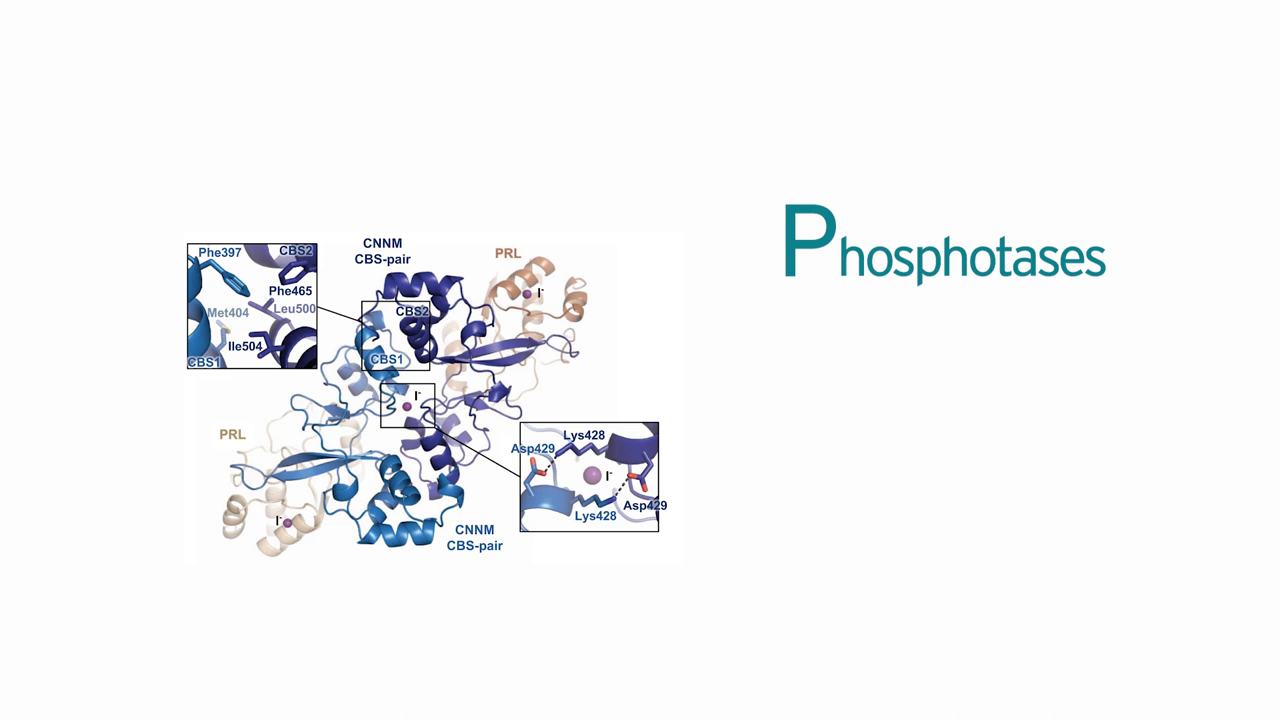 CNNM
CBS-pair
PRL
Phe397
CBS2
Phe465
Met404
Leu500
Ile504
CBS1
I-
CBS2
CBS1
I-
PRL
I-
CNNM
CBS-pair
Lys428
Asp429
I-
Asp429
Lys428
Phosphotases